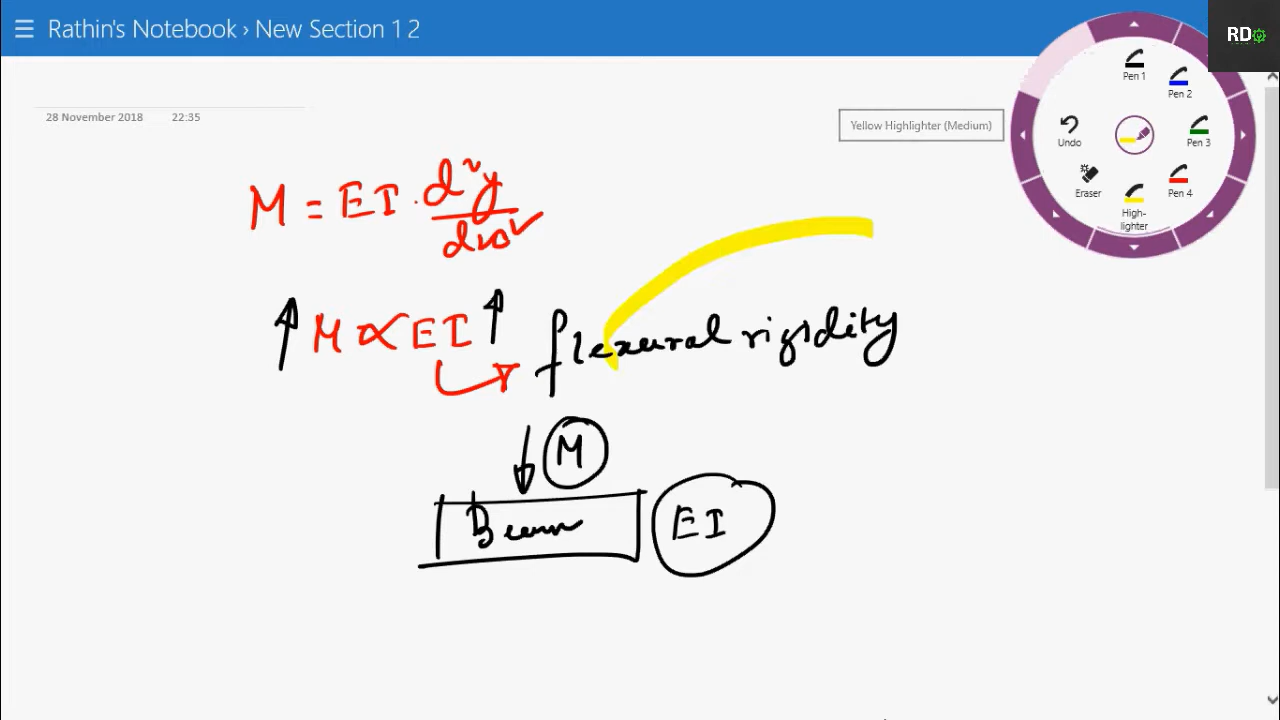 Rathin's Notebook › New Section 1 2
RD
Pen 1
Pen 2
28 November 2018 22:35
Yellow Highlighter (Medium)
Undo
Pen 3
Eraser
Pen 4
High-
lighter
M = EI · d²y
dx²
↑ M ∝ EI ↑ flexural rigidity
↓ M
Beam EI